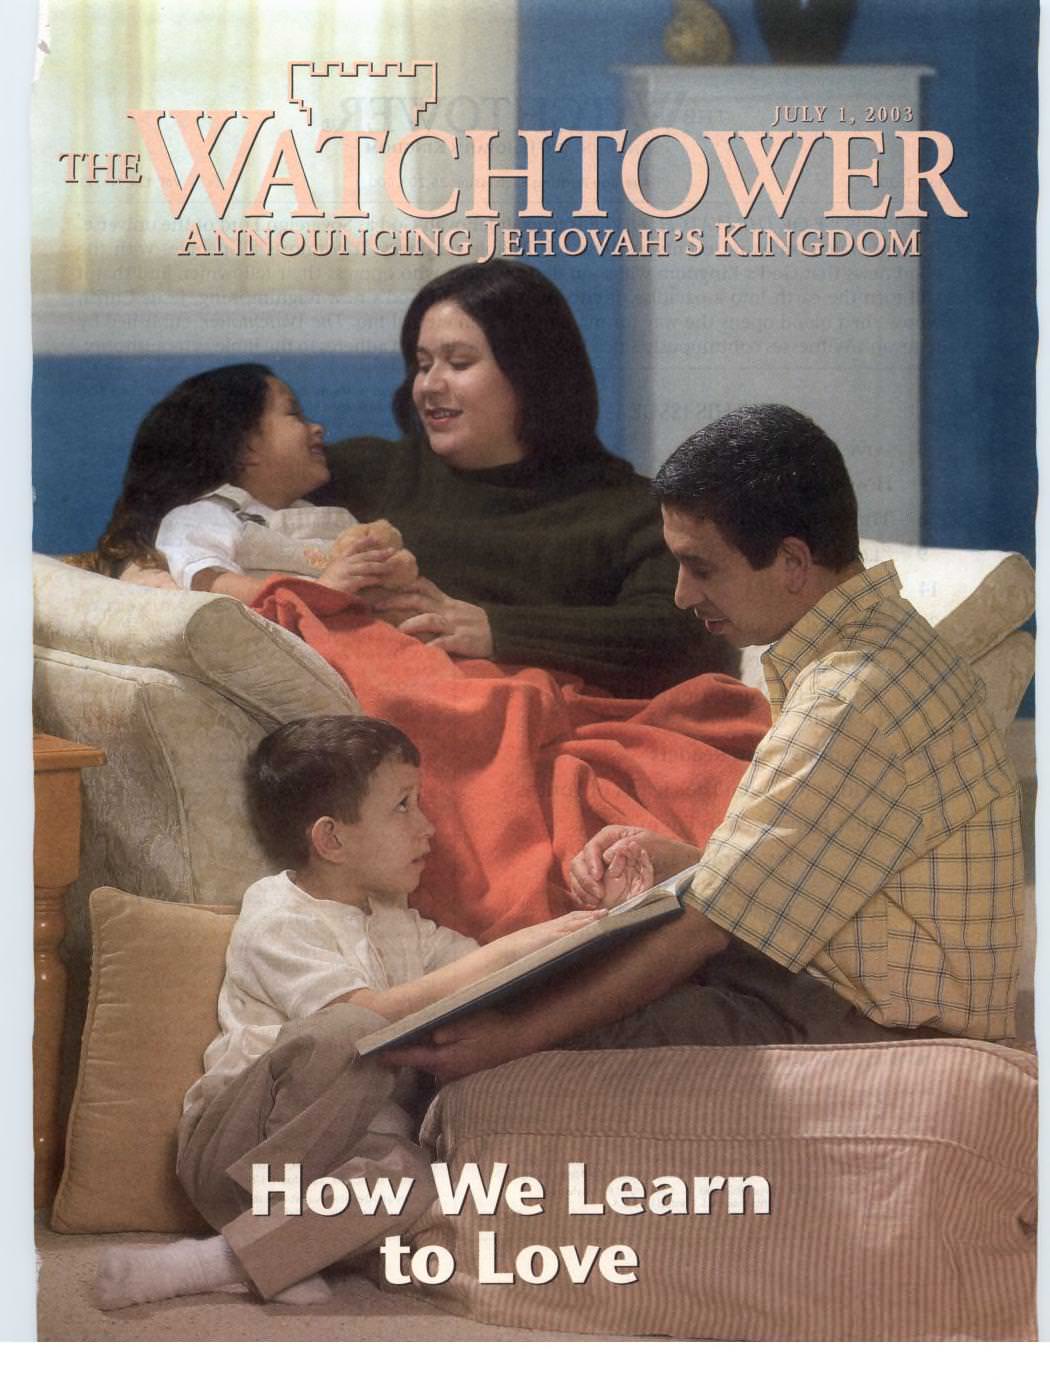 JULY 1, 2003
THE WATCHTOWER
ANNOUNCING JEHOVAH'S KINGDOM
How We Learn
to Love